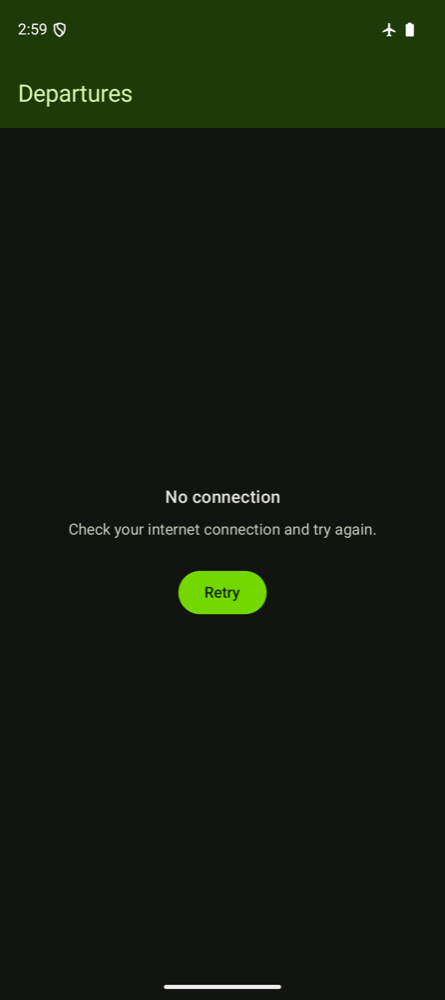 2:59
Departures
No connection
Check your internet connection and try again.
Retry